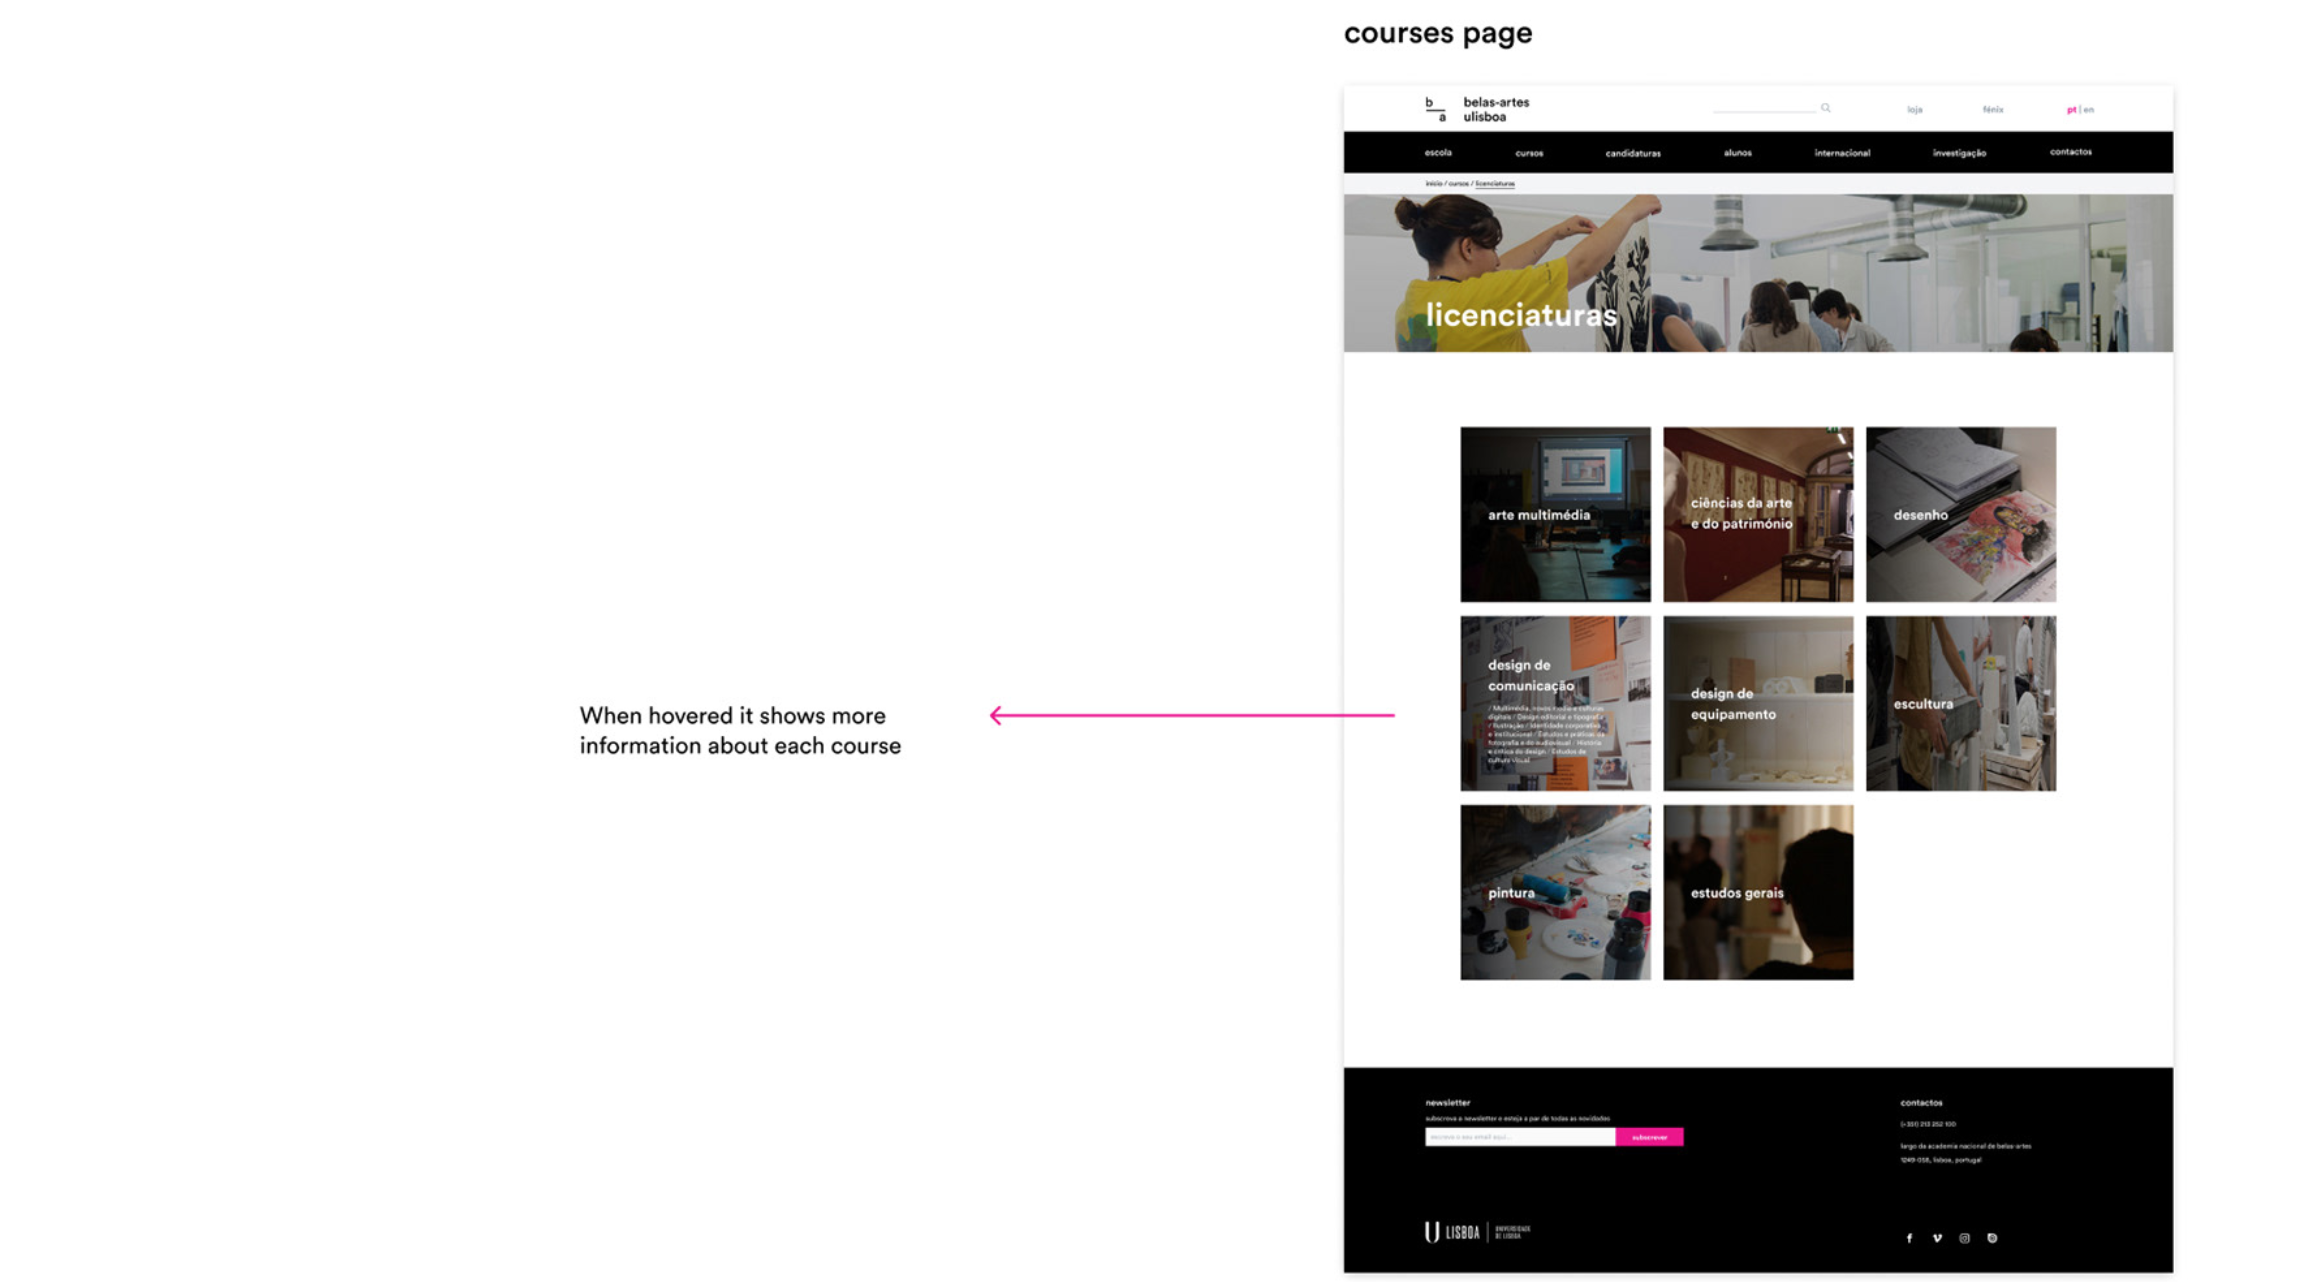 courses page
b
a
belas-artes
ulisboa
loja
fénix
pt | en
escola
cursos
candidaturas
alunos
internacional
investigação
contactos
início / cursos / licenciaturas
licenciaturas
arte multimédia
ciências da arte
e do património
desenho
design de
comunicação
/ Multimédia, novos media e culturas
digitais / Design editorial e tipografia
/ Ilustração / Identidade corporativa
e institucional / Estudos e práticas da
fotografia e do audiovisual / História
e crítica do design / Estudos de
cultura visual
design de
equipamento
escultura
When hovered it shows more
information about each course
pintura
estudos gerais
newsletter
subscreva a newsletter e esteja a par de todas as novidades
escreva o seu email aqui...
subscrever
contactos
(+351) 213 252 100
largo da academia nacional de belas-artes
1249-058, lisboa, portugal
U LISBOA
UNIVERSIDADE
DE LISBOA